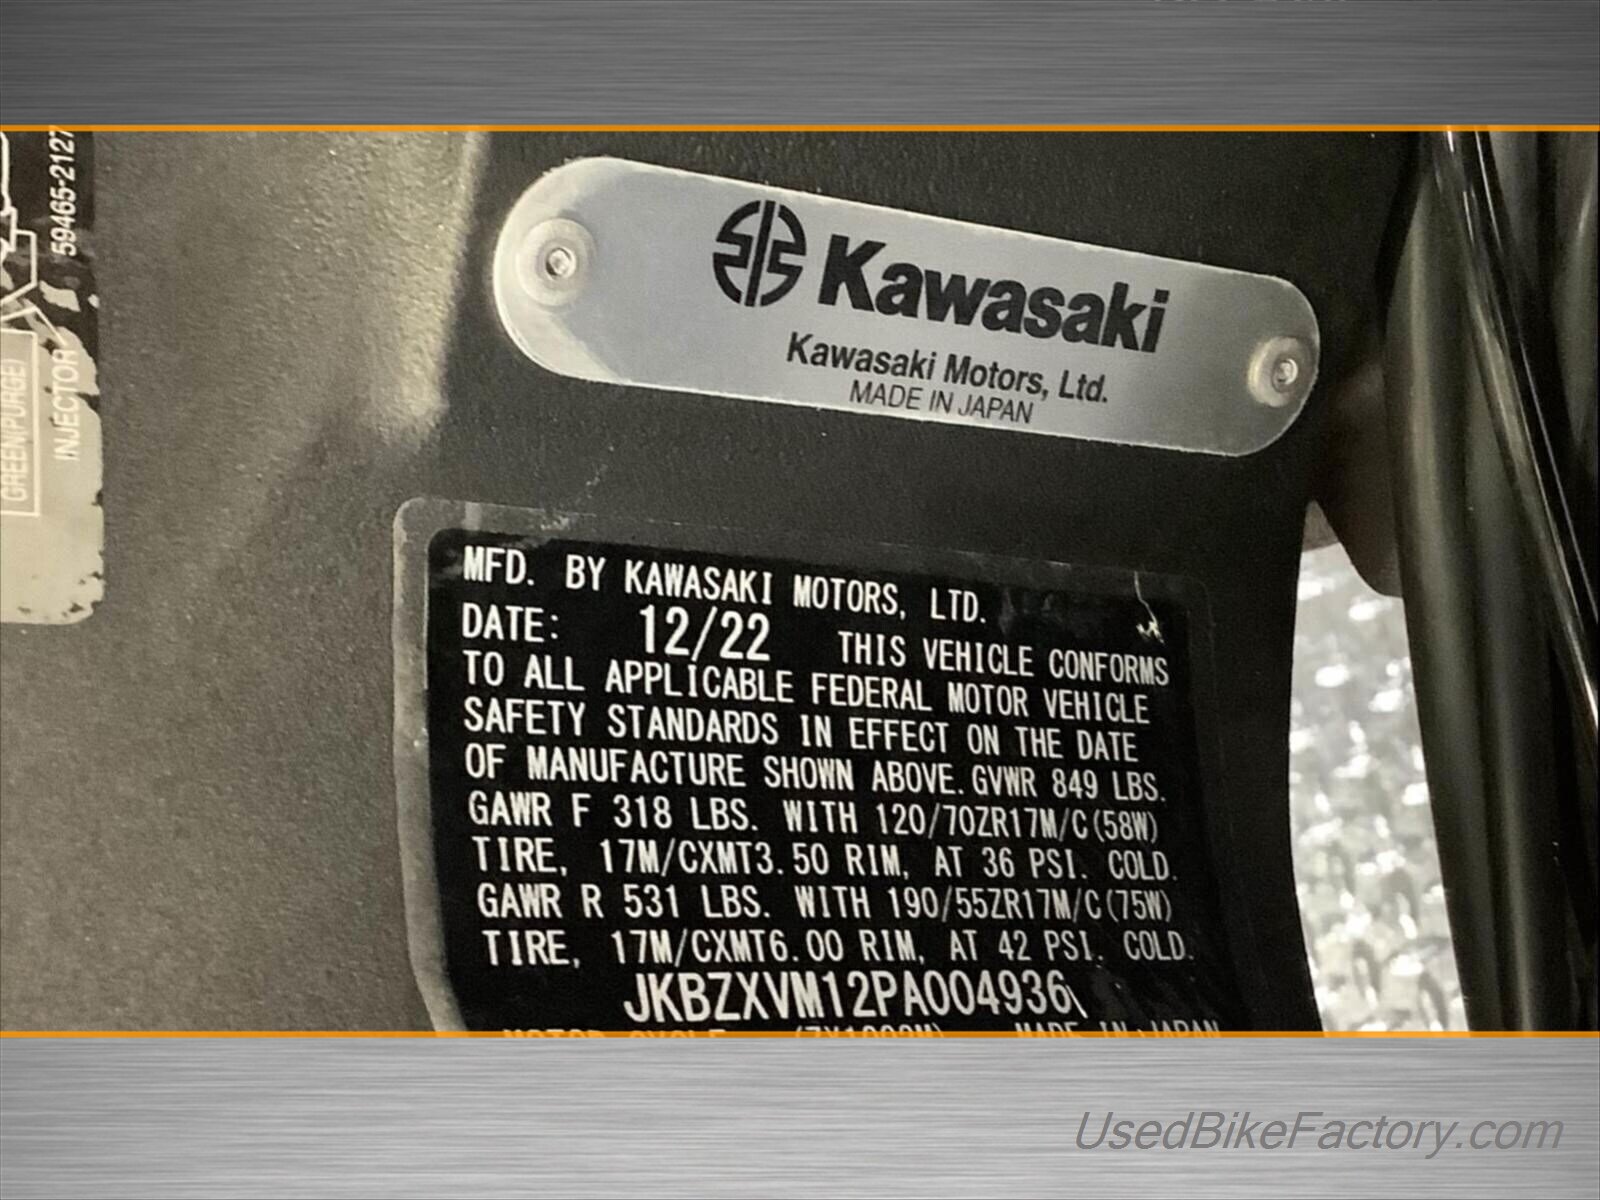 59465-2127
GREEN/PURGE)
INJECTOR
Kawasaki
Kawasaki Motors, Ltd.
MADE IN JAPAN
MFD. BY KAWASAKI MOTORS, LTD.
DATE: 12/22 THIS VEHICLE CONFORMS
TO ALL APPLICABLE FEDERAL MOTOR VEHICLE
SAFETY STANDARDS IN EFFECT ON THE DATE
OF MANUFACTURE SHOWN ABOVE. GVWR 849 LBS.
GAWR F 318 LBS. WITH 120/70ZR17M/C(58W)
TIRE, 17M/CXMT3.50 RIM, AT 36 PSI. COLD.
GAWR R 531 LBS. WITH 190/55ZR17M/C(75W)
TIRE, 17M/CXMT6.00 RIM, AT 42 PSI. COLD.
JKBZXVM12PA004936
MADE IN JAPAN
UsedBikeFactory.com